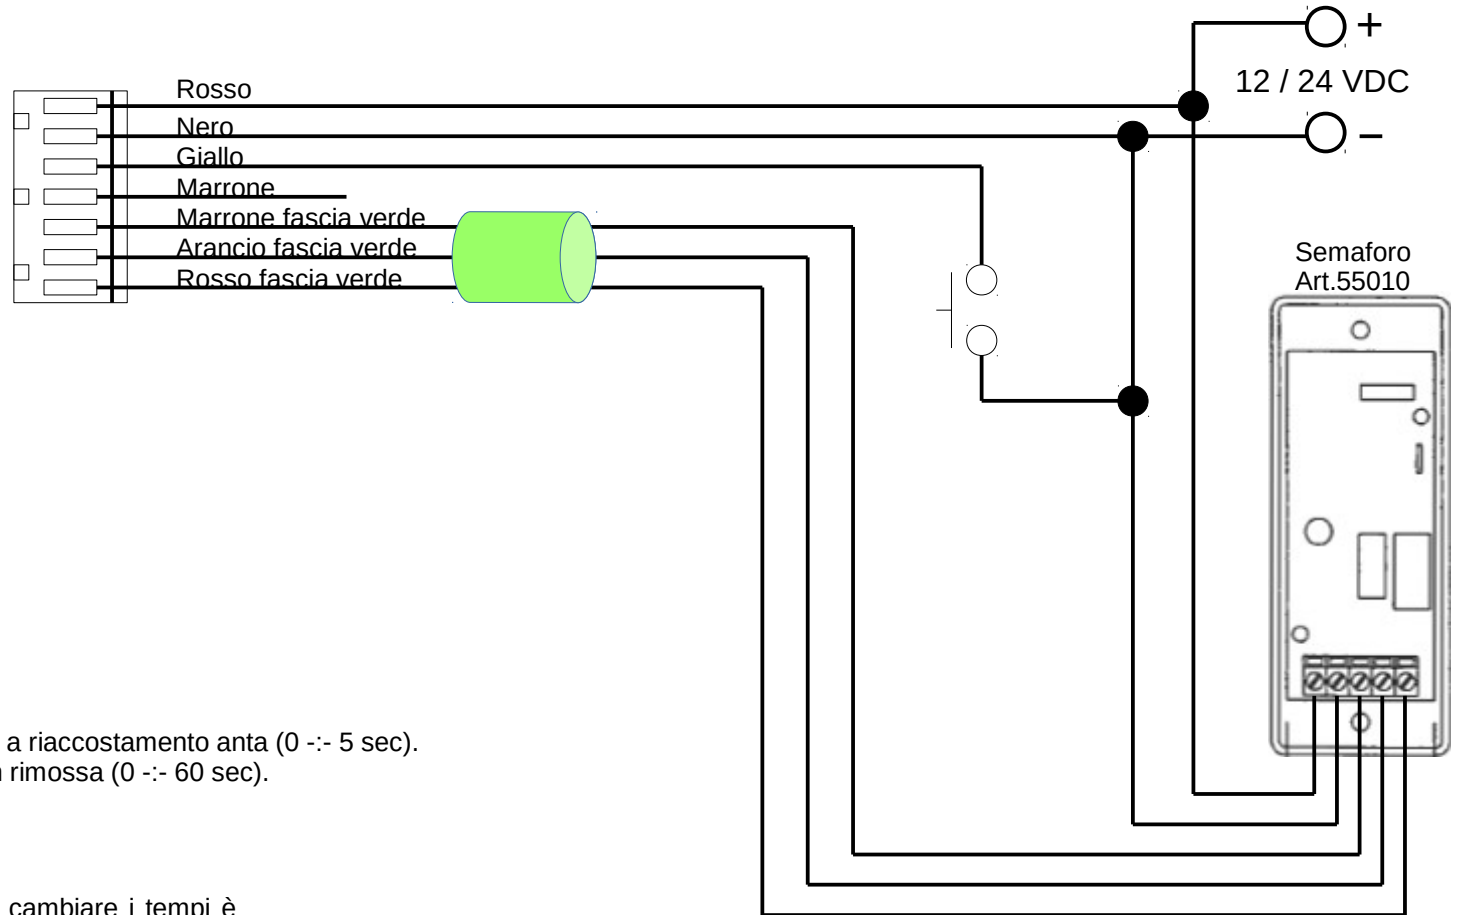 +
12 / 24 VDC
−
Rosso
Nero
Giallo
Marrone
Marrone fascia verde
Arancio fascia verde
Rosso fascia verde
Semaforo
Art.55010
a riaccostamento anta (0 -:- 5 sec).
rimossa (0 -:- 60 sec).
cambiare i tempi è